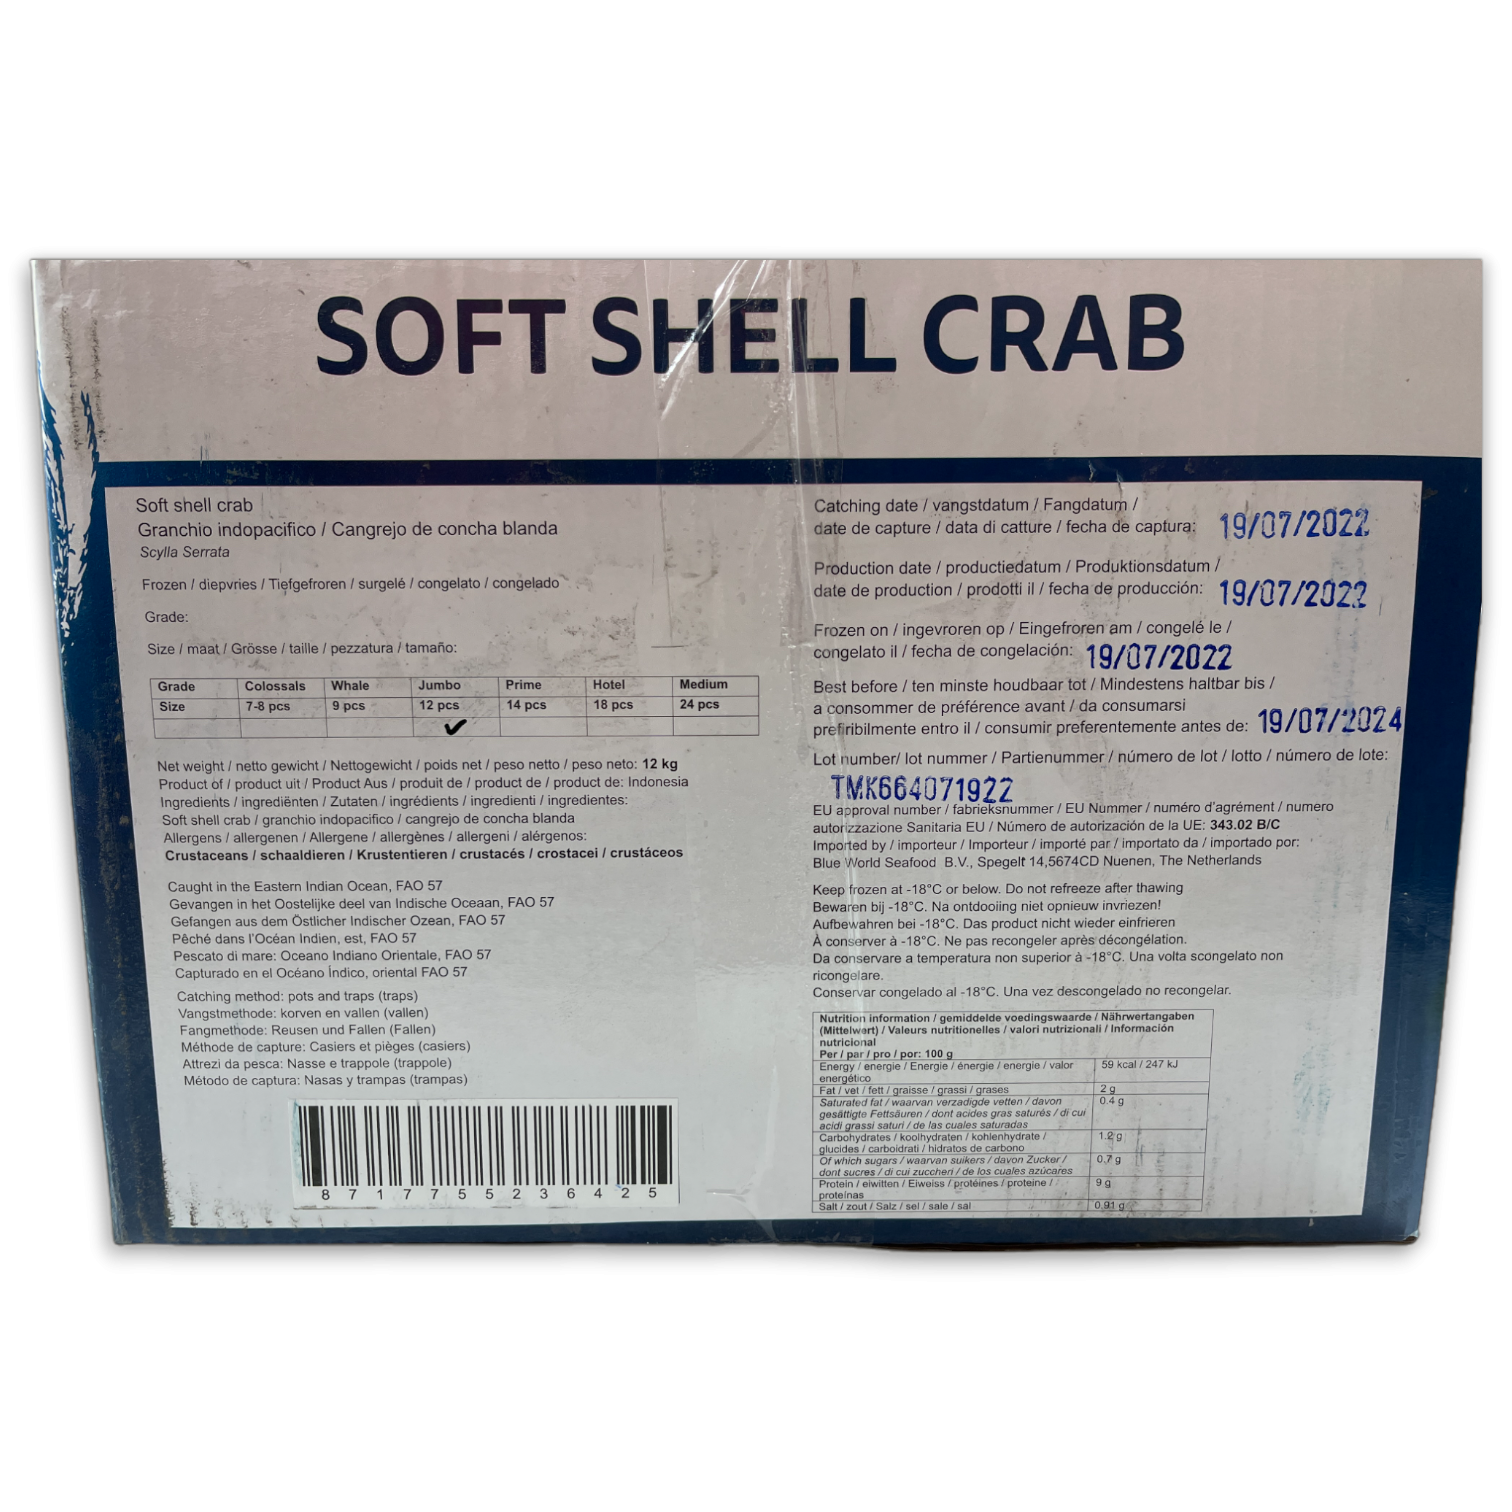 SOFT SHELL CRAB
Soft shell crab
Granchio indopacifico / Cangrejo de concha blanda
Scylla Serrata
Frozen / diepvries / Tiefgefroren / surgelé / congelato / congelado
Grade:
Size / maat / Grösse / taille / pezzatura / tamaño:
Grade Colossals Whale Jumbo Prime Hotel Medium
Size 7-8 pcs 9 pcs 12 pcs 14 pcs 18 pcs 24 pcs
✔
Net weight / netto gewicht / Nettogewicht / poids net / peso netto / peso neto: 12 kg
Product of / product uit / Product Aus / produit de / product de / product de: Indonesia
Ingredients / ingrediënten / Zutaten / ingrédients / ingredienti / ingredientes:
Soft shell crab / granchio indopacifico / cangrejo de concha blanda
Allergens / allergenen / Allergene / allergènes / allergeni / alérgenos:
Crustaceans / schaaldieren / Krustentieren / crustacés / crostacei / crustáceos
Caught in the Eastern Indian Ocean, FAO 57
Gevangen in het Oostelijke deel van Indische Oceaan, FAO 57
Gefangen aus dem Östlicher Indischer Ozean, FAO 57
Pêché dans l'Océan Indien, est, FAO 57
Pescato di mare: Oceano Indiano Orientale, FAO 57
Capturado en el Océano Índico, oriental FAO 57
Catching method: pots and traps (traps)
Vangstmethode: korven en vallen (vallen)
Fangmethode: Reusen und Fallen (Fallen)
Méthode de capture: Casiers et pièges (casiers)
Attrezi da pesca: Nasse e trappole (trappole)
Método de captura: Nasas y trampas (trampas)
8 7 1 7 7 5 5 2 3 6 4 2 5
Catching date / vangstdatum / Fangdatum /
date de capture / data di catture / fecha de captura: 19/07/2022
Production date / productiedatum / Produktionsdatum /
date de production / prodotti il / fecha de producción: 19/07/2022
Frozen on / ingevroren op / Eingefroren am / congelé le /
congelato il / fecha de congelación: 19/07/2022
Best before / ten minste houdbaar tot / Mindestens haltbar bis /
a consommer de préférence avant / da consumarsi
prefiribilmente entro il / consumir preferentemente antes de: 19/07/2024
Lot number/ lot nummer / Partienummer / número de lot / lotto / número de lote:
TMK664071922
EU approval number / fabrieksnummer / EU Nummer / numéro d'agrément / numero
autorizzazione Sanitaria EU / Número de autorización de la UE: 343.02 B/C
Imported by / importeur / Importeur / importé par / importato da / importado por:
Blue World Seafood B.V., Spegelt 14,5674CD Nuenen, The Netherlands
Keep frozen at -18°C or below. Do not refreeze after thawing
Bewaren bij -18°C. Na ontdooiing niet opnieuw invriezen!
Aufbewahren bei -18°C. Das product nicht wieder einfrieren
À conserver à -18°C. Ne pas recongeler après décongélation.
Da conservare a temperatura non superior à -18°C. Una volta scongelato non
ricongelare.
Conservar congelado al -18°C. Una vez descongelado no recongelar.
Nutrition information / gemiddelde voedingswaarde / Nährwertangaben
(Mittelwert) / Valeurs nutritionelles / valori nutrizionali / Información
nutricional
Per / par / pro / por: 100 g
Energy / energie / Energie / énergie / energie / valor 59 kcal / 247 kJ
energético
Fat / vet / fett / graisse / grassi / grases 2 g
Saturated fat / waarvan verzadigde vetten / davon 0.4 g
gesättigte Fettsäuren / dont acides gras saturés / di cui
acidi grassi saturi / de las cuales saturadas
Carbohydrates / koolhydraten / kohlenhydrate / 1.2 g
glucides / carboidrati / hidratos de carbono
Of which sugars / waarvan suikers / davon Zucker / 0,7 g
dont sucres / di cui zuccheri / de los cuales azúcares
Protein / eiwitten / Eiweiss / protéines / proteine / 9 g
proteínas
Salt / zout / Salz / sel / sale / sal 0,91 g